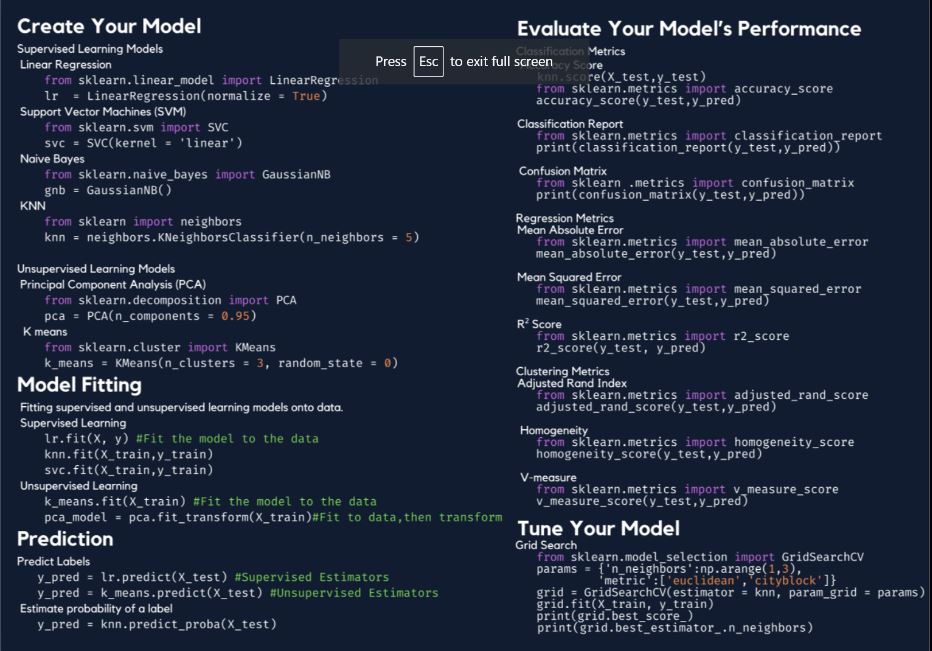 Create Your Model
Supervised Learning Models
Linear Regression
from sklearn.linear_model import LinearRegression
lr = LinearRegression(normalize = True)
Support Vector Machines (SVM)
from sklearn.svm import SVC
svc = SVC(kernel = 'linear')
Naive Bayes
from sklearn.naive_bayes import GaussianNB
gnb = GaussianNB()
KNN
from sklearn import neighbors
knn = neighbors.KNeighborsClassifier(n_neighbors = 5)
Unsupervised Learning Models
Principal Component Analysis (PCA)
from sklearn.decomposition import PCA
pca = PCA(n_components = 0.95)
K means
from sklearn.cluster import KMeans
k_means = KMeans(n_clusters = 3, random_state = 0)
Model Fitting
Fitting supervised and unsupervised learning models onto data.
Supervised Learning
lr.fit(X, y) #Fit the model to the data
knn.fit(X_train,y_train)
svc.fit(X_train,y_train)
Unsupervised Learning
k_means.fit(X_train) #Fit the model to the data
pca_model = pca.fit_transform(X_train)#Fit to data,then transform
Prediction
Predict Labels
y_pred = lr.predict(X_test) #Supervised Estimators
y_pred = k_means.predict(X_test) #Unsupervised Estimators
Estimate probability of a label
y_pred = knn.predict_proba(X_test)
Press Esc to exit full screen
Evaluate Your Model's Performance
Classification Metrics
Score
knn.score(X_test,y_test)
from sklearn.metrics import accuracy_score
accuracy_score(y_test,y_pred)
Classification Report
from sklearn.metrics import classification_report
print(classification_report(y_test,y_pred))
Confusion Matrix
from sklearn .metrics import confusion_matrix
print(confusion_matrix(y_test,y_pred))
Regression Metrics
Mean Absolute Error
from sklearn.metrics import mean_absolute_error
mean_absolute_error(y_test,y_pred)
Mean Squared Error
from sklearn.metrics import mean_squared_error
mean_squared_error(y_test,y_pred)
R² Score
from sklearn.metrics import r2_score
r2_score(y_test, y_pred)
Clustering Metrics
Adjusted Rand Index
from sklearn.metrics import adjusted_rand_score
adjusted_rand_score(y_test,y_pred)
Homogeneity
from sklearn.metrics import homogeneity_score
homogeneity_score(y_test,y_pred)
V-measure
from sklearn.metrics import v_measure_score
v_measure_score(y_test,y_pred)
Tune Your Model
Grid Search
from sklearn.model_selection import GridSearchCV
params = {'n_neighbors':np.arange(1,3),
'metric':['euclidean','cityblock']}
grid = GridSearchCV(estimator = knn, param_grid = params)
grid.fit(X_train, y_train)
print(grid.best_score_)
print(grid.best_estimator_.n_neighbors)